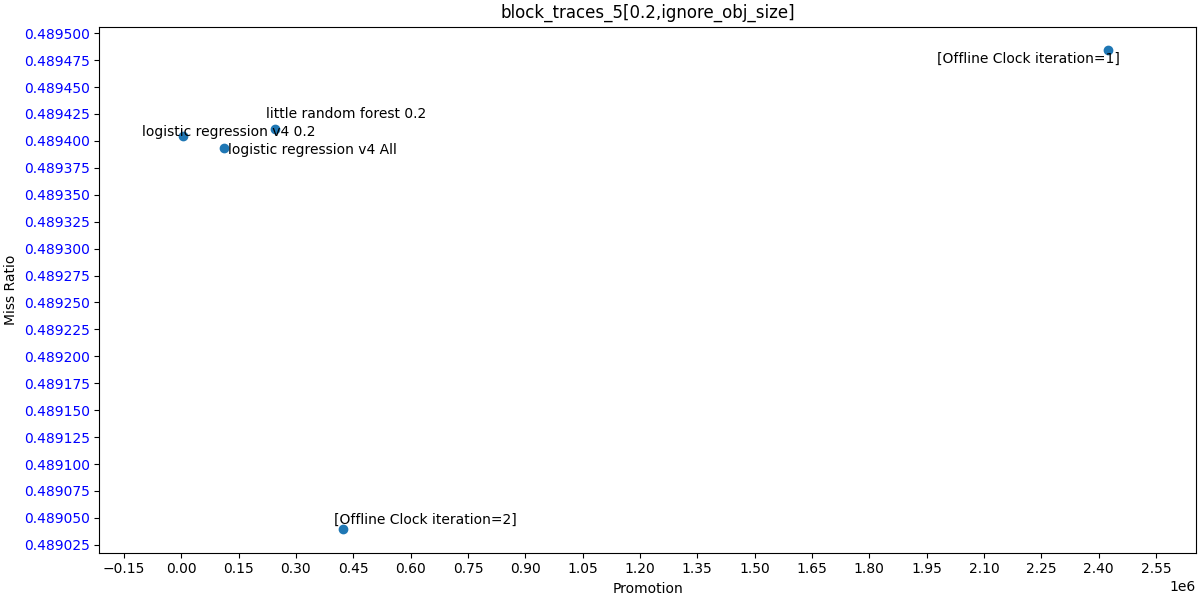 block_traces_5[0.2,ignore_obj_size]
0.489500
0.489475
0.489450
0.489425
0.489400
0.489375
0.489350
0.489325
0.489300
0.489275
0.489250
0.489225
0.489200
0.489175
0.489150
0.489125
0.489100
0.489075
0.489050
0.489025
Miss Ratio
[Offline Clock iteration=1]
little random forest 0.2
logistic regression v4 0.2
logistic regression v4 All
[Offline Clock iteration=2]
−0.15 0.00 0.15 0.30 0.45 0.60 0.75 0.90 1.05 1.20 1.35 1.50 1.65 1.80 1.95 2.10 2.25 2.40 2.55
1e6
Promotion